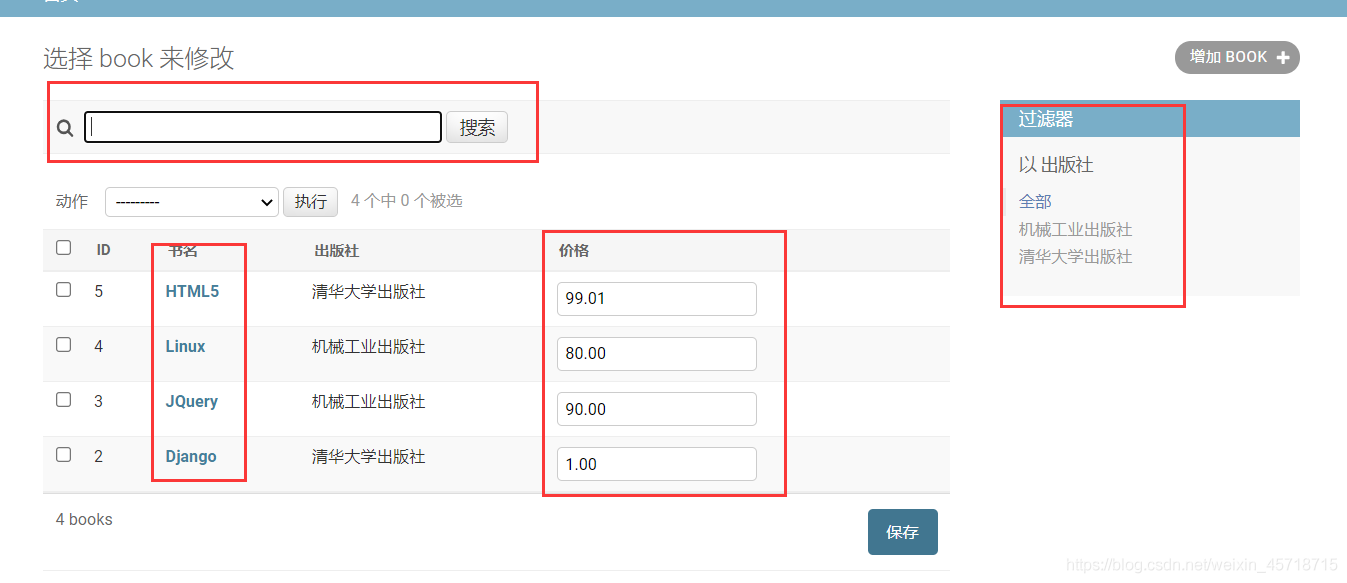 选择 book 来修改
增加 BOOK
搜索
过滤器
以 出版社
全部
机械工业出版社
清华大学出版社
动作 --------- 执行 4 个中 0 个被选
ID 书名 出版社 价格
5 HTML5 清华大学出版社 99.01
4 Linux 机械工业出版社 80.00
3 JQuery 机械工业出版社 90.00
2 Django 清华大学出版社 1.00
4 books
保存
https://blog.csdn.net/weixin_45718715